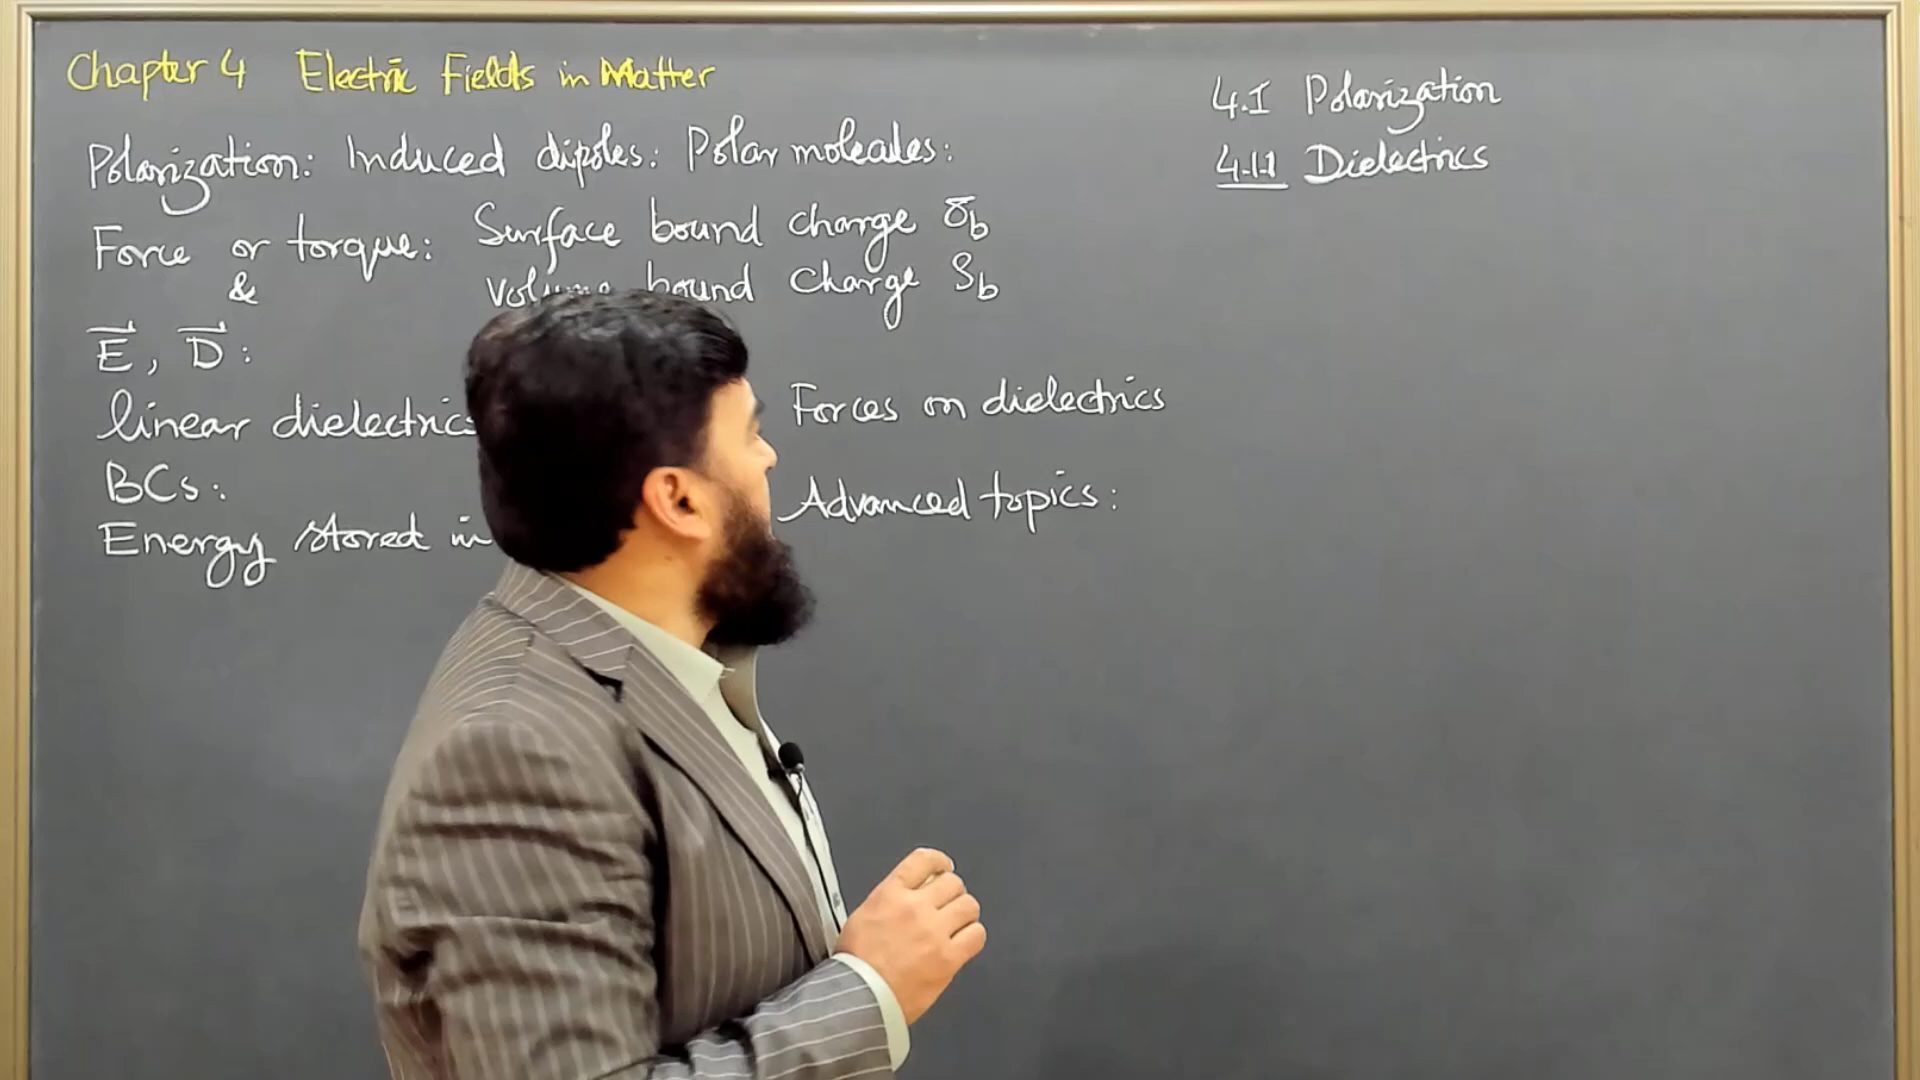 Chapter 4 Electric Fields in Matter
Polarization: Induced dipoles: Polar molecules:
Force or torque: Surface bound charge σb
& volume bound charge ρb
E, D:
linear dielectrics Forces on dielectrics
BCs: Advanced topics:
Energy stored in
4.1 Polarization
4.1.1 Dielectrics